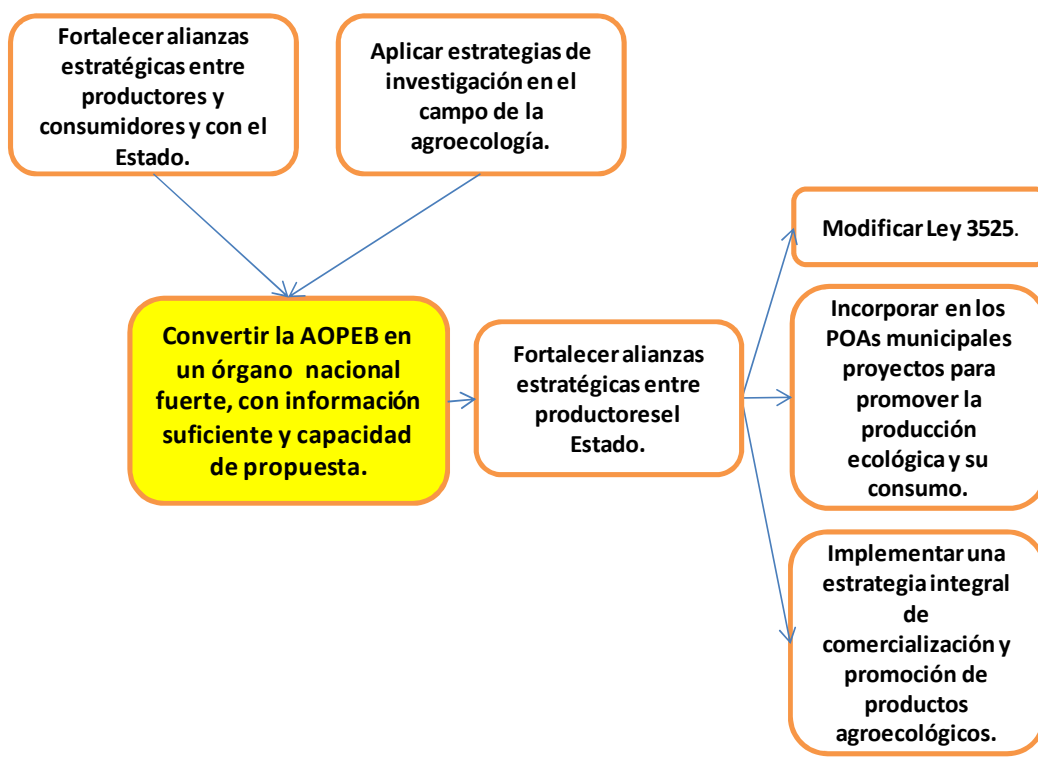 Fortalecer alianzas
estratégicas entre
productores y
consumidores y con el
Estado.
Aplicar estrategias de
investigación en el
campo de la
agroecología.
Convertir la AOPEB en
un órgano nacional
fuerte, con información
suficiente y capacidad
de propuesta.
Fortalecer alianzas
estratégicas entre
productoresel
Estado.
Modificar Ley 3525.
Incorporar en los
POAs municipales
proyectos para
promover la
producción
ecológica y su
consumo.
Implementar una
estrategia integral
de
comercialización y
promoción de
productos
agroecológicos.